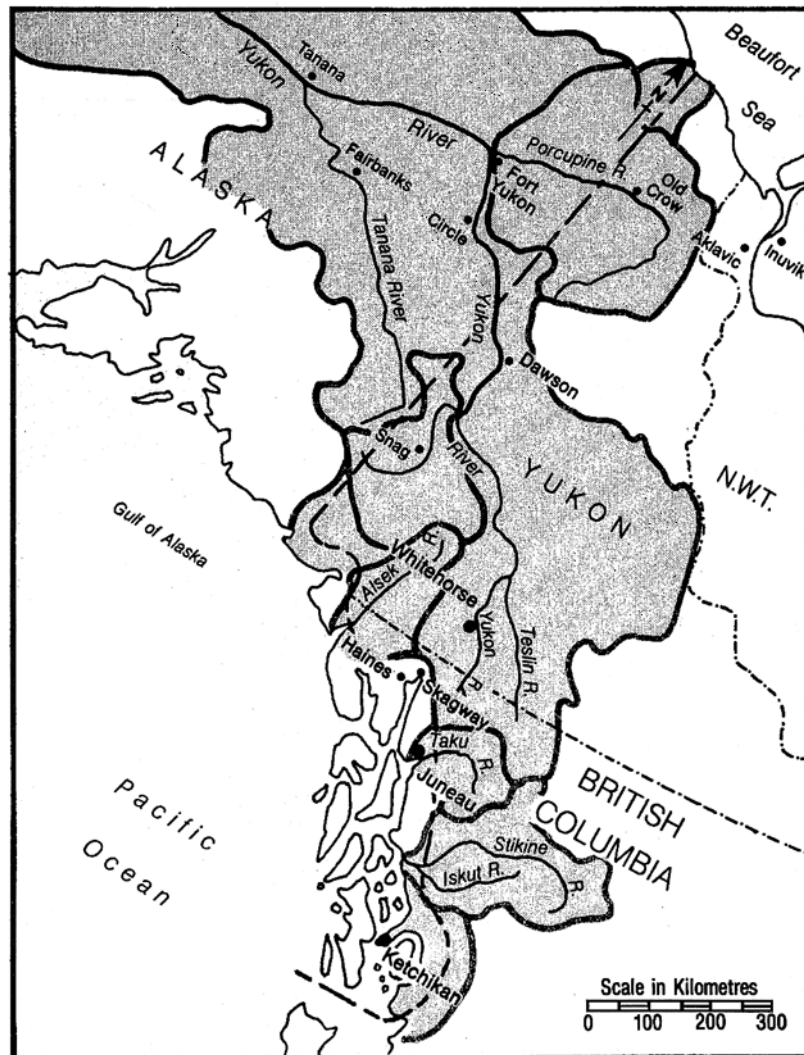 Beaufort
Sea
Yukon
Tanana
River
Porcupine R.
N
Old
Crow
Fort
Yukon
ALASKA
Fairbanks
Circle
Aklavic
Inuvik
Tanana River
Yukon
Dawson
Snag
River
YUKON
N.W.T.
Gulf of Alaska
R.
Alsek
Whitehorse
Yukon
R.
Teslin R.
Haines
Skagway
Taku
R.
Juneau
BRITISH
COLUMBIA
Pacific
Ocean
Stikine
R.
Iskut R.
Ketchikan
Scale in Kilometres
0 100 200 300